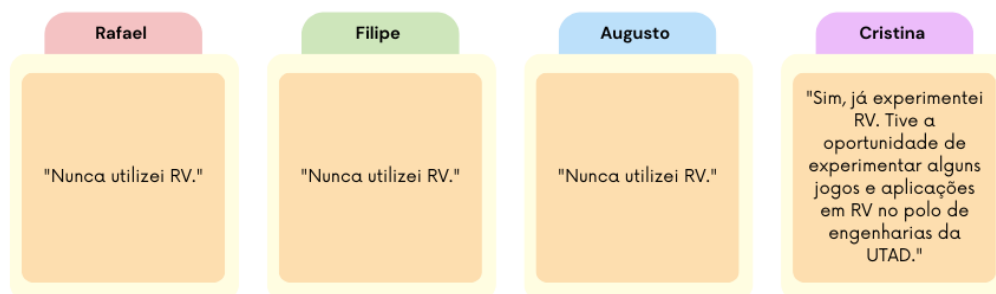 Rafael
"Nunca utilizei RV."
Filipe
"Nunca utilizei RV."
Augusto
"Nunca utilizei RV."
Cristina
"Sim, já experimentei
RV. Tive a
oportunidade de
experimentar alguns
jogos e aplicações
em RV no polo de
engenharias da
UTAD."